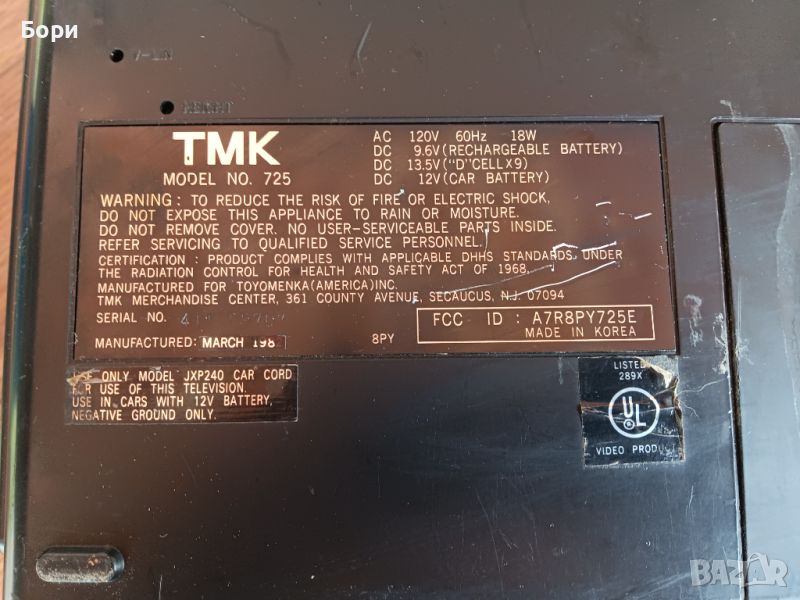 Бори
V-LIN
HEIGHT
TMK
MODEL NO. 725
AC 120V 60Hz 18W
DC 9.6V (RECHARGEABLE BATTERY)
DC 13.5V ("D"CELL X 9)
DC 12V (CAR BATTERY)
WARNING: TO REDUCE THE RISK OF FIRE OR ELECTRIC SHOCK,
DO NOT EXPOSE THIS APPLIANCE TO RAIN OR MOISTURE.
DO NOT REMOVE COVER. NO USER-SERVICEABLE PARTS INSIDE.
REFER SERVICING TO QUALIFIED SERVICE PERSONNEL.
CERTIFICATION: PRODUCT COMPLIES WITH APPLICABLE DHHS STANDARDS UNDER
THE RADIATION CONTROL FOR HEALTH AND SAFETY ACT OF 1968.
MANUFACTURED FOR TOYOMENKA(AMERICA)INC.
TMK MERCHANDISE CENTER, 361 COUNTY AVENUE, SECAUCUS, N.J. 07094
SERIAL NO.
FCC ID : A7R8PY725E
MADE IN KOREA
MANUFACTURED: MARCH 198
8PY
USE ONLY MODEL JXP240 CAR CORD
FOR USE OF THIS TELEVISION.
USE IN CARS WITH 12V BATTERY,
NEGATIVE GROUND ONLY.
LISTED
289X
UL
VIDEO PRODUCT
BAZAR